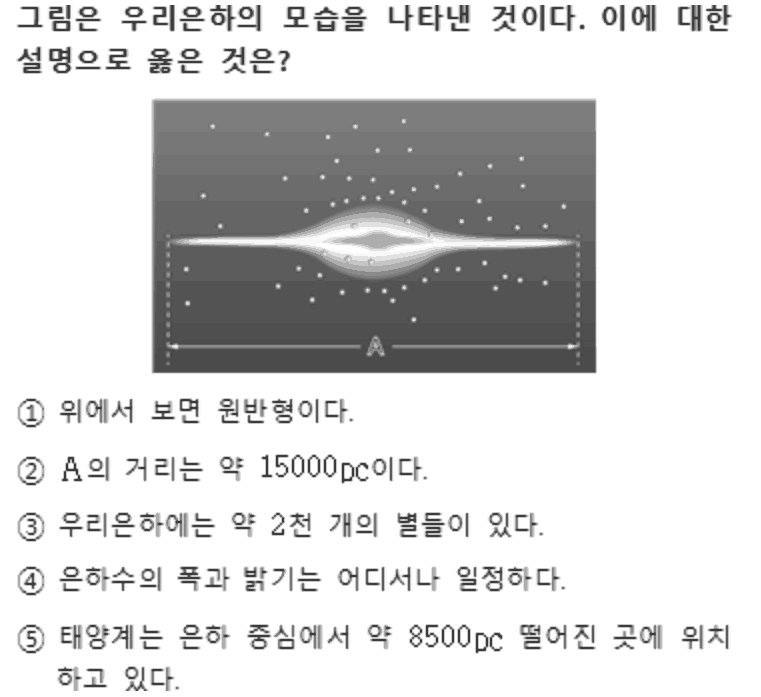 그림은 우리은하의 모습을 나타낸 것이다. 이에 대한
설명으로 옳은 것은?
A
① 위에서 보면 원반형이다.
② A의 거리는 약 15000pc이다.
③ 우리은하에는 약 2천 개의 별들이 있다.
④ 은하수의 폭과 밝기는 어디서나 일정하다.
⑤ 태양계는 은하 중심에서 약 8500pc 떨어진 곳에 위치
하고 있다.